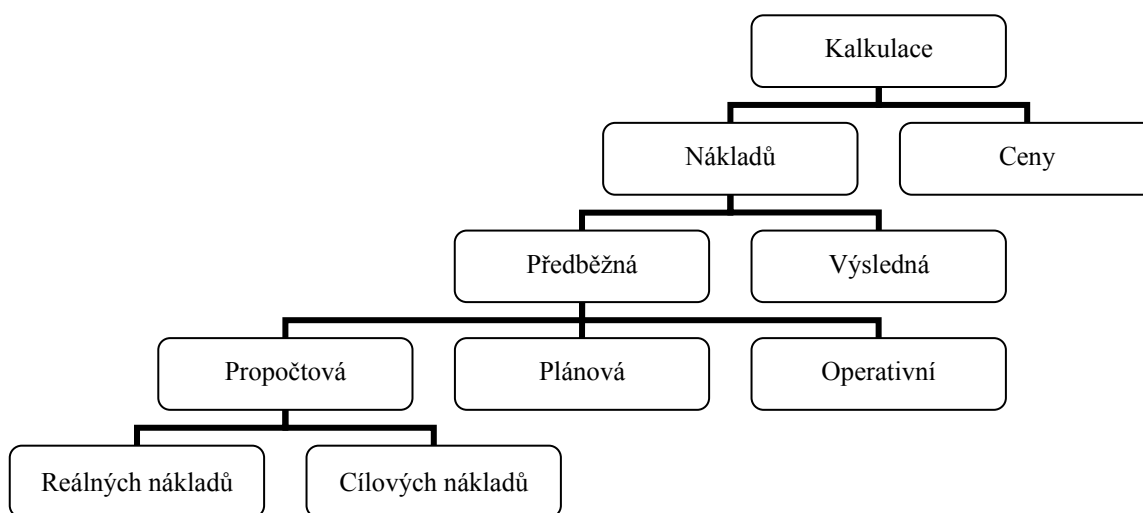 Kalkulace
Nákladů
Ceny
Předběžná
Výsledná
Propočtová
Plánová
Operativní
Reálných nákladů
Cílových nákladů